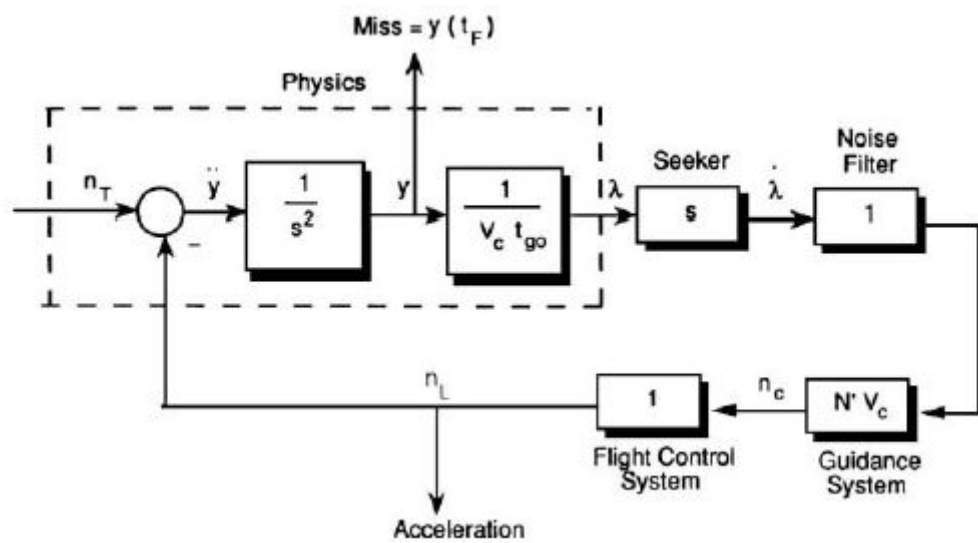 Miss = y ( t_F )
Physics
n_T
ÿ
1
s²
y
1
V_c t_go
λ
Seeker
s
λ̇
Noise
Filter
1
−
n_L
1
n_c
N' V_c
Flight Control
System
Guidance
System
Acceleration